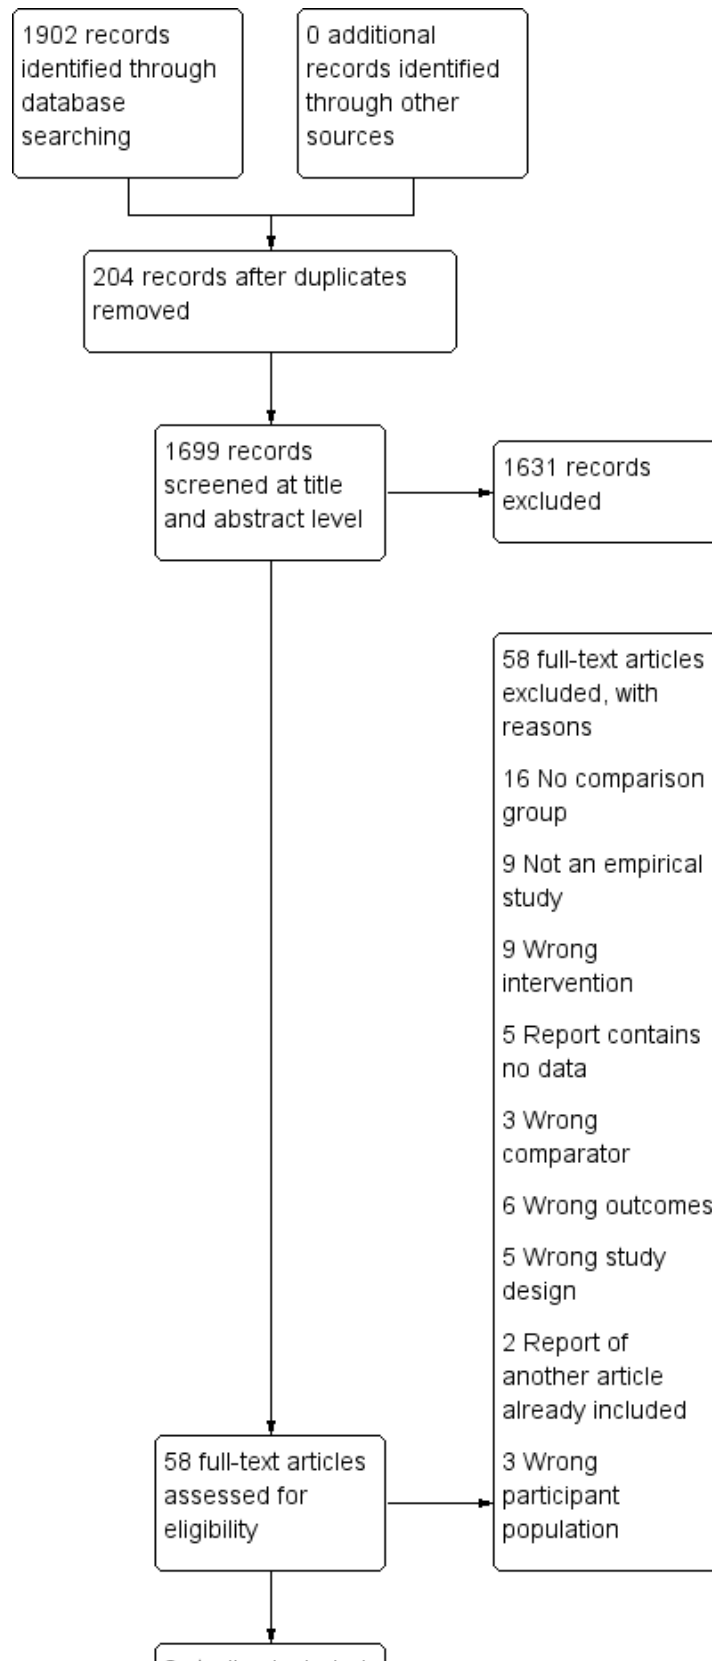 1902 records
identified through
database
searching
0 additional
records identified
through other
sources
204 records after duplicates
removed
1699 records
screened at title
and abstract level
1631 records
excluded
58 full-text articles
excluded, with
reasons
16 No comparison
group
9 Not an empirical
study
9 Wrong
intervention
5 Report contains
no data
3 Wrong
comparator
6 Wrong outcomes
5 Wrong study
design
2 Report of
another article
already included
3 Wrong
participant
population
58 full-text articles
assessed for
eligibility